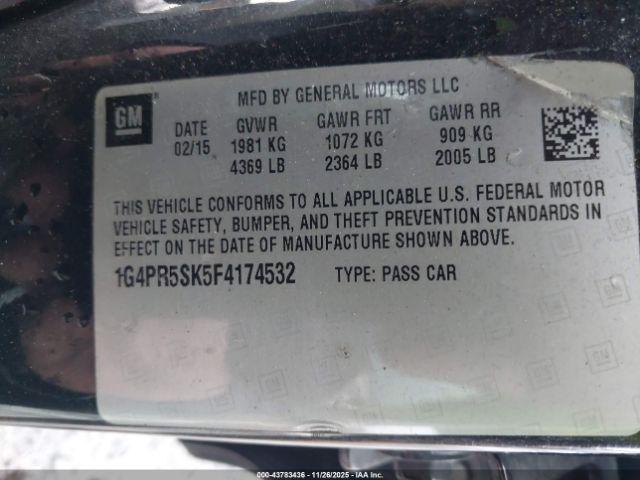 GM
MFD BY GENERAL MOTORS LLC
DATE GVWR GAWR FRT GAWR RR
02/15 1981 KG 1072 KG 909 KG
4369 LB 2364 LB 2005 LB
THIS VEHICLE CONFORMS TO ALL APPLICABLE U.S. FEDERAL MOTOR
VEHICLE SAFETY, BUMPER, AND THEFT PREVENTION STANDARDS IN
EFFECT ON THE DATE OF MANUFACTURE SHOWN ABOVE.
1G4PR5SK5F4174532 TYPE: PASS CAR
© - 43783436 - 11/26/2025 - IAAI.COM